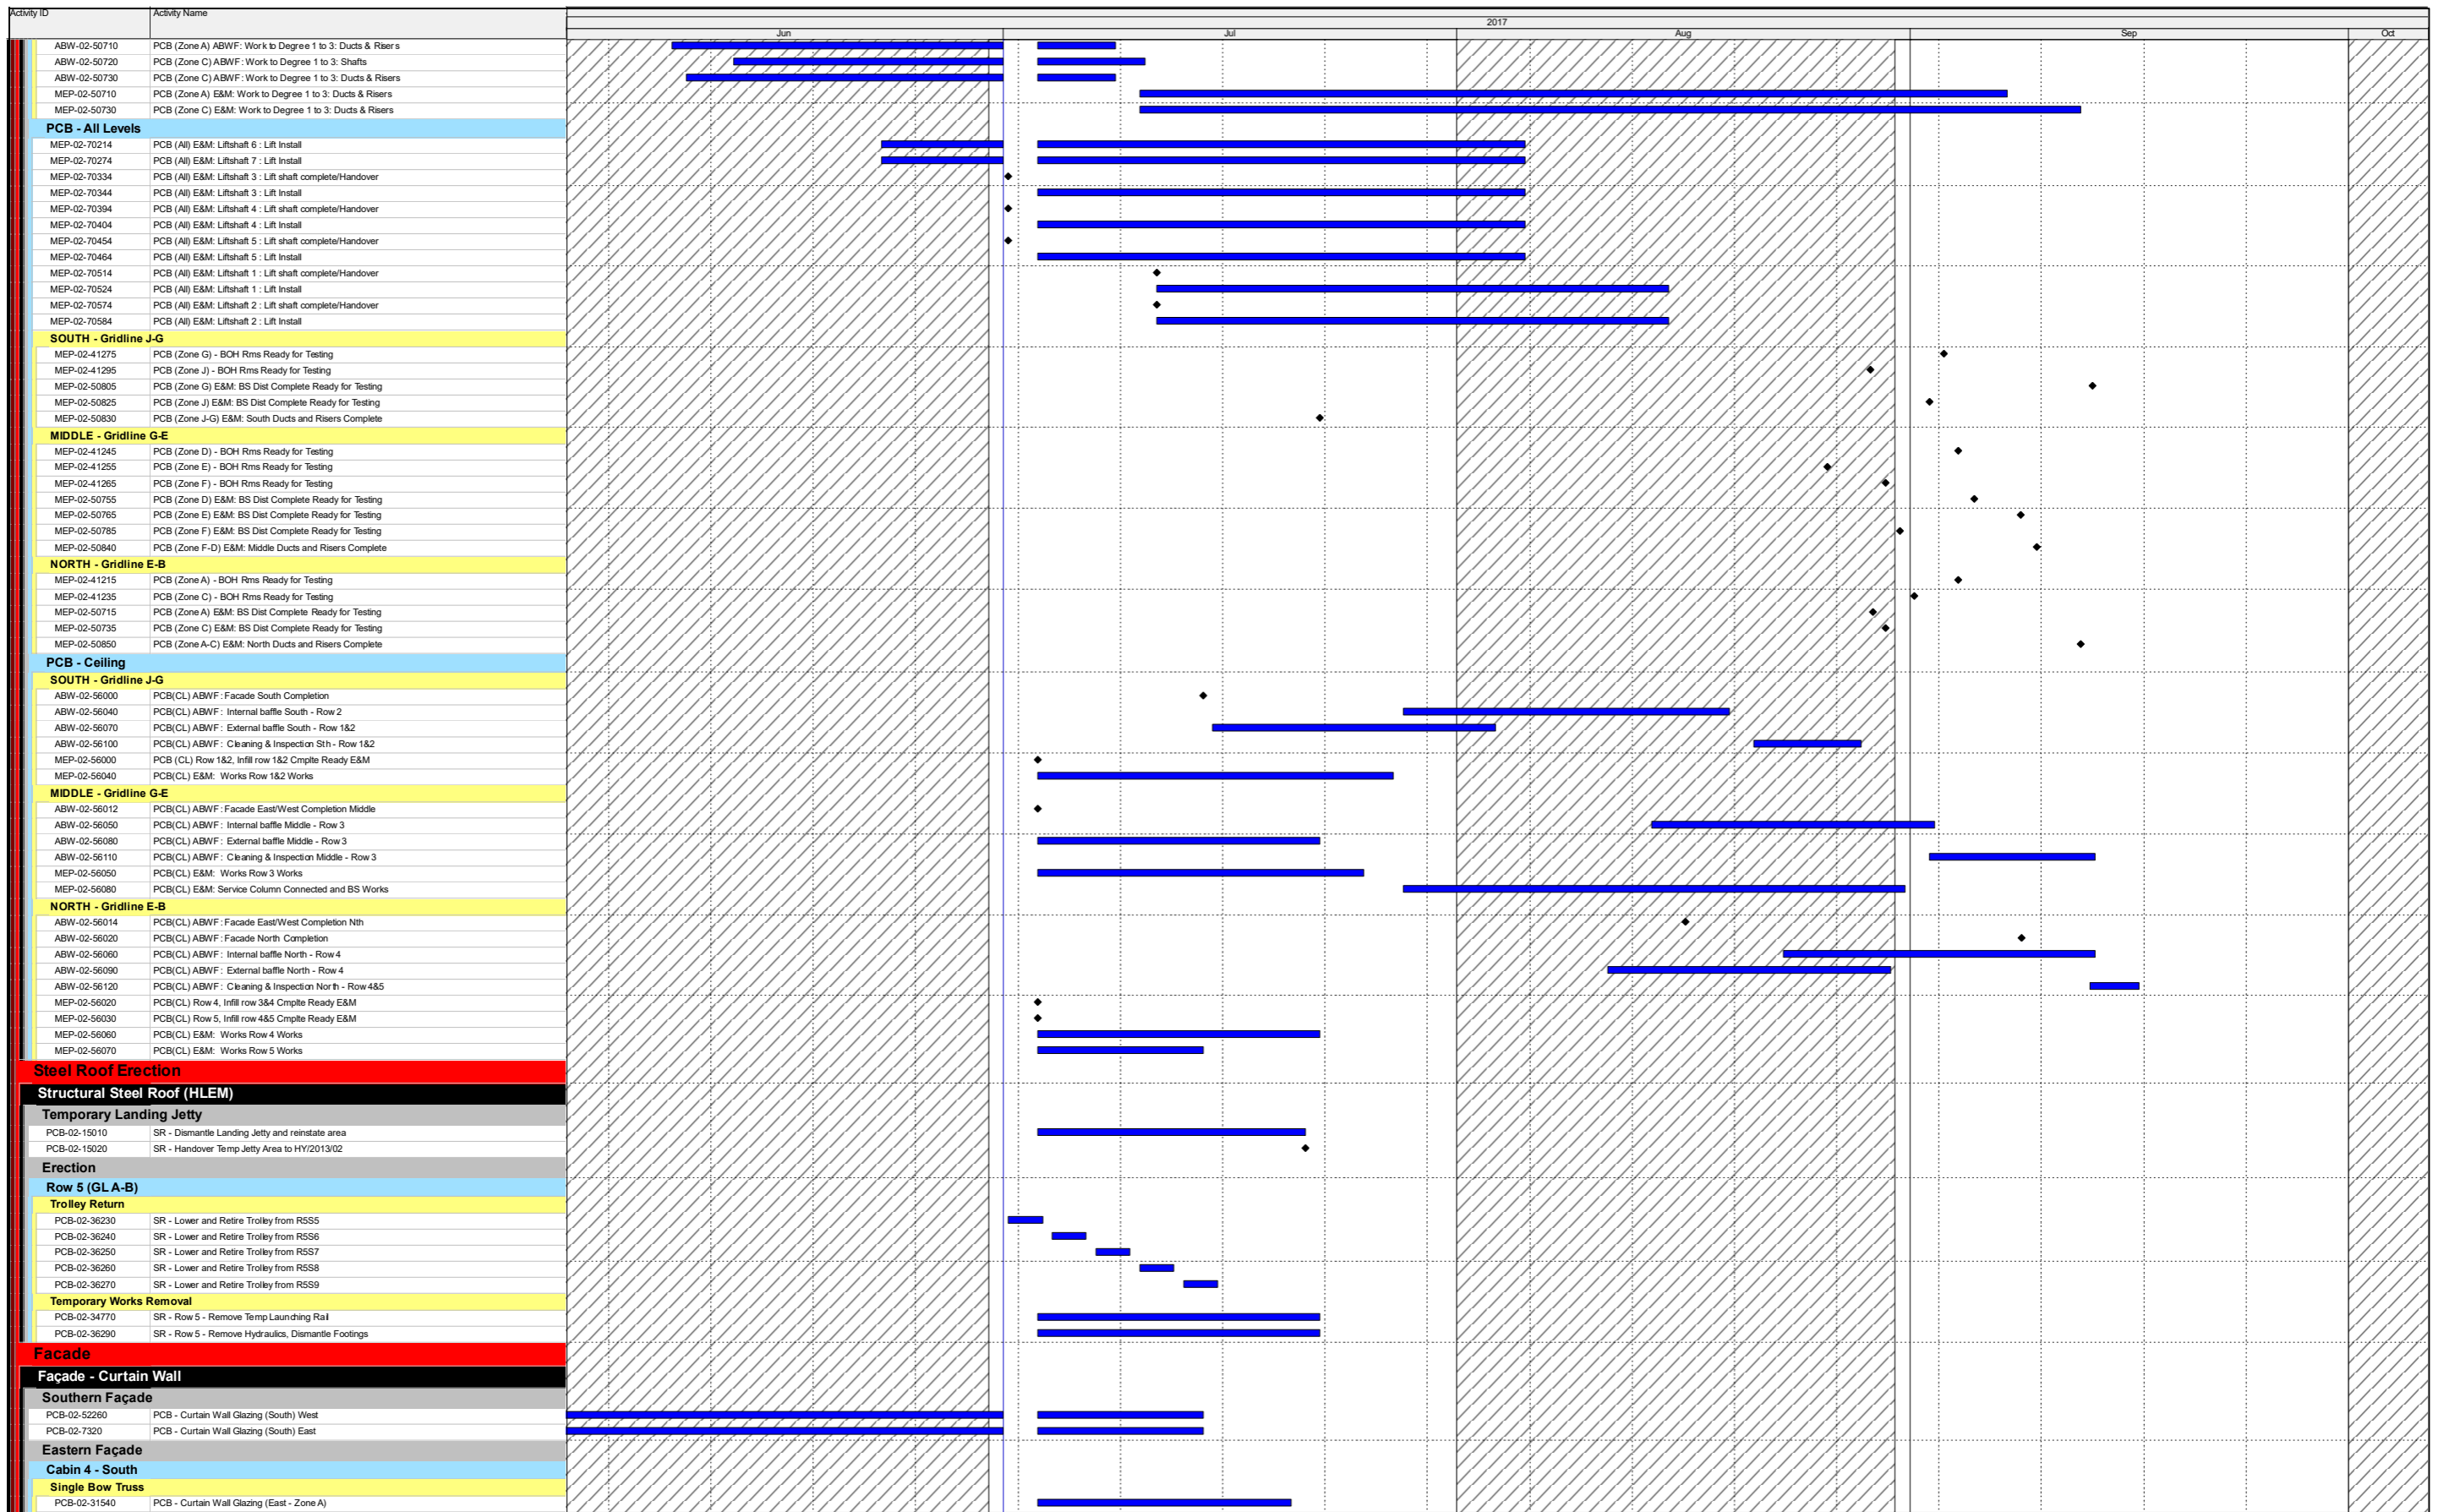 Activity ID Activity Name
2017
Jun Jul Aug Sep Oct
ABW-02-50710 PCB (Zone A) ABWF: Work to Degree 1 to 3: Ducts & Risers
ABW-02-50720 PCB (Zone C) ABWF: Work to Degree 1 to 3: Shafts
ABW-02-50730 PCB (Zone C) ABWF: Work to Degree 1 to 3: Ducts & Risers
MEP-02-50710 PCB (Zone A) E&M: Work to Degree 1 to 3: Ducts & Risers
MEP-02-50730 PCB (Zone C) E&M: Work to Degree 1 to 3: Ducts & Risers
PCB - All Levels
MEP-02-70214 PCB (All) E&M: Liftshaft 6 : Lift Install
MEP-02-70274 PCB (All) E&M: Liftshaft 7 : Lift Install
MEP-02-70334 PCB (All) E&M: Liftshaft 3 : Lift shaft complete/Handover
MEP-02-70344 PCB (All) E&M: Liftshaft 3 : Lift Install
MEP-02-70394 PCB (All) E&M: Liftshaft 4 : Lift shaft complete/Handover
MEP-02-70404 PCB (All) E&M: Liftshaft 4 : Lift Install
MEP-02-70454 PCB (All) E&M: Liftshaft 5 : Lift shaft complete/Handover
MEP-02-70464 PCB (All) E&M: Liftshaft 5 : Lift Install
MEP-02-70514 PCB (All) E&M: Liftshaft 1 : Lift shaft complete/Handover
MEP-02-70524 PCB (All) E&M: Liftshaft 1 : Lift Install
MEP-02-70574 PCB (All) E&M: Liftshaft 2 : Lift shaft complete/Handover
MEP-02-70584 PCB (All) E&M: Liftshaft 2 : Lift Install
SOUTH - Gridline J-G
MEP-02-41275 PCB (Zone G) - BOH Rms Ready for Testing
MEP-02-41295 PCB (Zone J) - BOH Rms Ready for Testing
MEP-02-50805 PCB (Zone G) E&M: BS Dist Complete Ready for Testing
MEP-02-50825 PCB (Zone J) E&M: BS Dist Complete Ready for Testing
MEP-02-50830 PCB (Zone J-G) E&M: South Ducts and Risers Complete
MIDDLE - Gridline G-E
MEP-02-41245 PCB (Zone D) - BOH Rms Ready for Testing
MEP-02-41255 PCB (Zone E) - BOH Rms Ready for Testing
MEP-02-41265 PCB (Zone F) - BOH Rms Ready for Testing
MEP-02-50755 PCB (Zone D) E&M: BS Dist Complete Ready for Testing
MEP-02-50765 PCB (Zone E) E&M: BS Dist Complete Ready for Testing
MEP-02-50785 PCB (Zone F) E&M: BS Dist Complete Ready for Testing
MEP-02-50840 PCB (Zone F-D) E&M: Middle Ducts and Risers Complete
NORTH - Gridline E-B
MEP-02-41215 PCB (Zone A) - BOH Rms Ready for Testing
MEP-02-41235 PCB (Zone C) - BOH Rms Ready for Testing
MEP-02-50715 PCB (Zone A) E&M: BS Dist Complete Ready for Testing
MEP-02-50735 PCB (Zone C) E&M: BS Dist Complete Ready for Testing
MEP-02-50850 PCB (Zone A-C) E&M: North Ducts and Risers Complete
PCB - Ceiling
SOUTH - Gridline J-G
ABW-02-56000 PCB(CL) ABWF: Facade South Completion
ABW-02-56040 PCB(CL) ABWF: Internal baffle South - Row 2
ABW-02-56070 PCB(CL) ABWF: External baffle South - Row 1&2
ABW-02-56100 PCB(CL) ABWF: Cleaning & Inspection Sth - Row 1&2
MEP-02-56000 PCB (CL) Row 1&2, Infill row 1&2 Cmplte Ready E&M
MEP-02-56040 PCB(CL) E&M: Works Row 1&2 Works
MIDDLE - Gridline G-E
ABW-02-56012 PCB(CL) ABWF: Facade East/West Completion Middle
ABW-02-56050 PCB(CL) ABWF: Internal baffle Middle - Row 3
ABW-02-56080 PCB(CL) ABWF: External baffle Middle - Row 3
ABW-02-56110 PCB(CL) ABWF: Cleaning & Inspection Middle - Row 3
MEP-02-56050 PCB(CL) E&M: Works Row 3 Works
MEP-02-56080 PCB(CL) E&M: Service Column Connected and BS Works
NORTH - Gridline E-B
ABW-02-56014 PCB(CL) ABWF: Facade East/West Completion Nth
ABW-02-56020 PCB(CL) ABWF: Facade North Completion
ABW-02-56060 PCB(CL) ABWF: Internal baffle North - Row 4
ABW-02-56090 PCB(CL) ABWF: External baffle North - Row 4
ABW-02-56120 PCB(CL) ABWF: Cleaning & Inspection North - Row 4&5
MEP-02-56020 PCB(CL) Row 4, Infill row 3&4 Cmplte Ready E&M
MEP-02-56030 PCB(CL) Row 5, Infill row 4&5 Cmplte Ready E&M
MEP-02-56060 PCB(CL) E&M: Works Row 4 Works
MEP-02-56070 PCB(CL) E&M: Works Row 5 Works
Steel Roof Erection
Structural Steel Roof (HLEM)
Temporary Landing Jetty
PCB-02-15010 SR - Dismantle Landing Jetty and reinstate area
PCB-02-15020 SR - Handover Temp Jetty Area to HY/2013/02
Erection
Row 5 (GL A-B)
Trolley Return
PCB-02-36230 SR - Lower and Retire Trolley from R5S5
PCB-02-36240 SR - Lower and Retire Trolley from R5S6
PCB-02-36250 SR - Lower and Retire Trolley from R5S7
PCB-02-36260 SR - Lower and Retire Trolley from R5S8
PCB-02-36270 SR - Lower and Retire Trolley from R5S9
Temporary Works Removal
PCB-02-34770 SR - Row 5 - Remove Temp Launching Rail
PCB-02-36290 SR - Row 5 - Remove Hydraulics, Dismantle Footings
Facade
Façade - Curtain Wall
Southern Façade
PCB-02-52260 PCB - Curtain Wall Glazing (South) West
PCB-02-7320 PCB - Curtain Wall Glazing (South) East
Eastern Façade
Cabin 4 - South
Single Bow Truss
PCB-02-31540 PCB - Curtain Wall Glazing (East - Zone A)